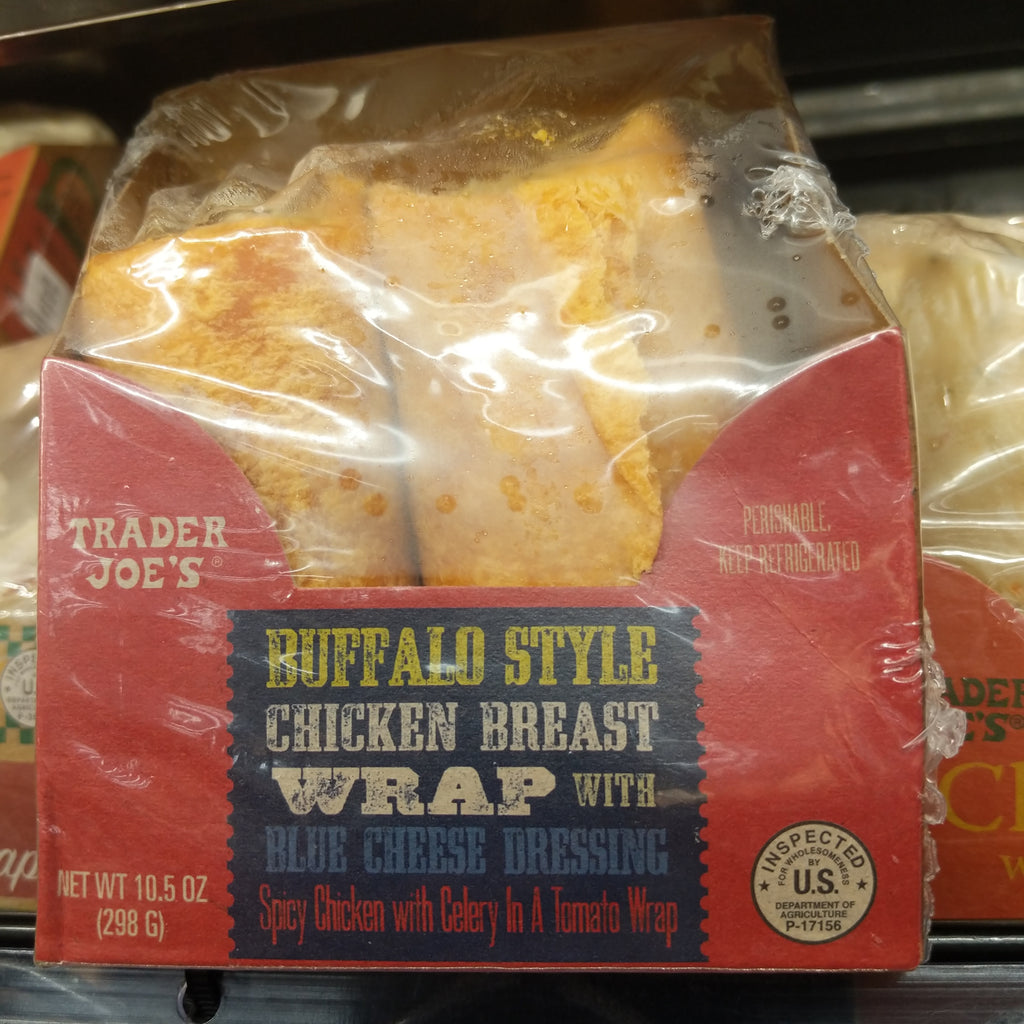 TRADER
JOE'S®
PERISHABLE,
KEEP REFRIGERATED
BUFFALO STYLE
CHICKEN BREAST
WRAP WITH
BLUE CHEESE DRESSING
Spicy Chicken with Celery In A Tomato Wrap
NET WT 10.5 OZ
(298 G)
INSPECTED
FOR WHOLESOMENESS
BY
U.S.
DEPARTMENT OF
AGRICULTURE
P-17156
ADER
E'S®